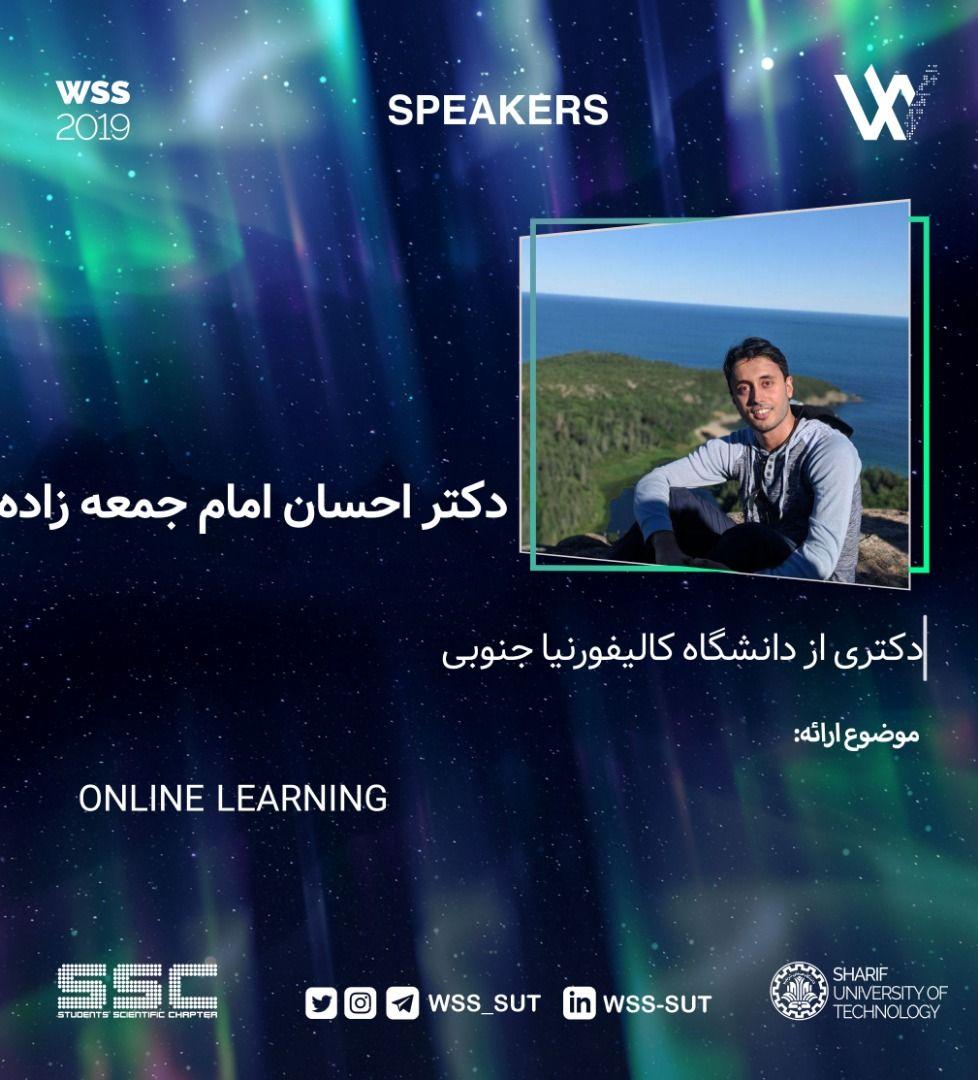 WSS
2019
SPEAKERS
دکتر احسان امام جمعه زاده
دکتری از دانشگاه کالیفورنیا جنوبی
موضوع ارائه:
ONLINE LEARNING
SSC
STUDENTS' SCIENTIFIC CHAPTER
WSS_SUT
WSS-SUT
SHARIF
UNIVERSITY OF
TECHNOLOGY